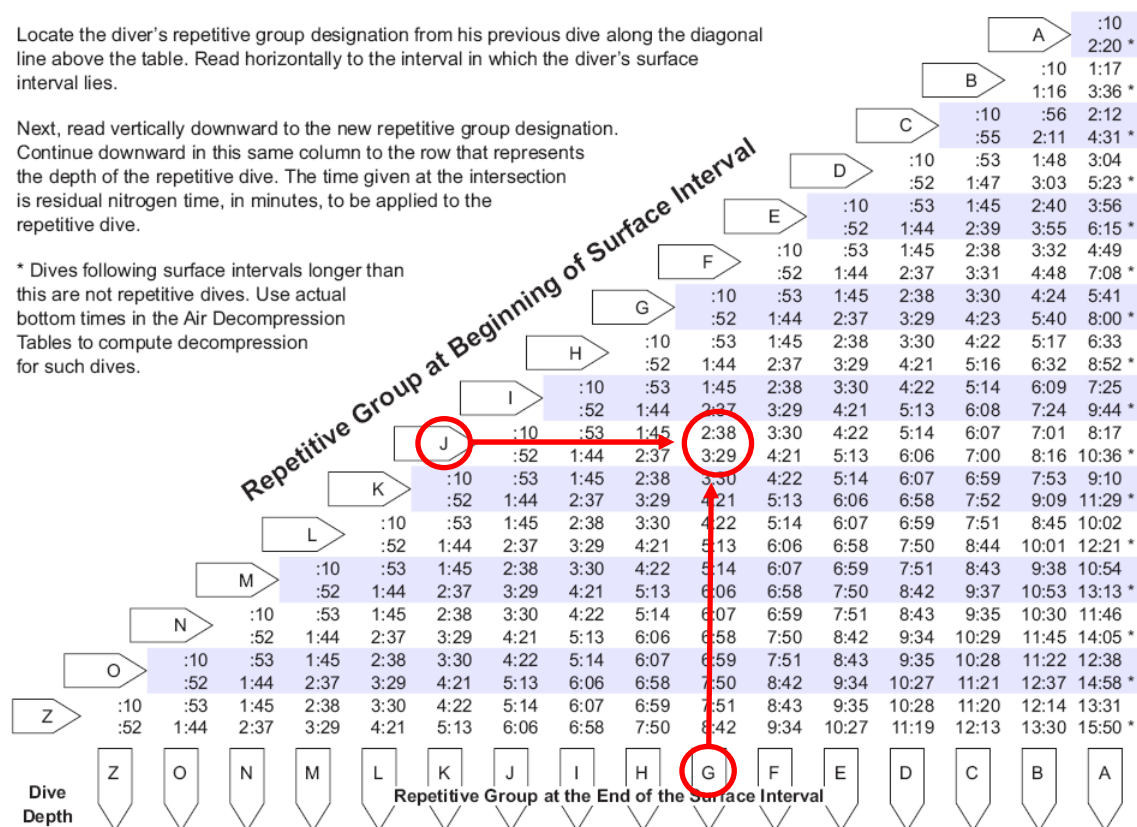 Locate the diver's repetitive group designation from his previous dive along the diagonal
line above the table. Read horizontally to the interval in which the diver's surface
interval lies.
Next, read vertically downward to the new repetitive group designation.
Continue downward in this same column to the row that represents
the depth of the repetitive dive. The time given at the intersection
is residual nitrogen time, in minutes, to be applied to the
repetitive dive.
* Dives following surface intervals longer than
this are not repetitive dives. Use actual
bottom times in the Air Decompression
Tables to compute decompression
for such dives.
Repetitive Group at Beginning of Surface Interval
A :10
2:20 *
B :10 1:17
1:16 3:36 *
C :10 :56 2:12
:55 2:11 4:31 *
D :10 :53 1:48 3:04
:52 1:47 3:03 5:23 *
E :10 :53 1:45 2:40 3:56
:52 1:44 2:39 3:55 6:15 *
F :10 :53 1:45 2:38 3:32 4:49
:52 1:44 2:37 3:31 4:48 7:08 *
G :10 :53 1:45 2:38 3:30 4:24 5:41
:52 1:44 2:37 3:29 4:23 5:40 8:00 *
H :10 :53 1:45 2:38 3:30 4:22 5:17 6:33
:52 1:44 2:37 3:29 4:21 5:16 6:32 8:52 *
I :10 :53 1:45 2:38 3:30 4:22 5:14 6:09 7:25
:52 1:44 2:37 3:29 4:21 5:13 6:08 7:24 9:44 *
J :10 :53 1:45 2:38 3:30 4:22 5:14 6:07 7:01 8:17
:52 1:44 2:37 3:29 4:21 5:13 6:06 7:00 8:16 10:36 *
K :10 :53 1:45 2:38 3:30 4:22 5:14 6:07 6:59 7:53 9:10
:52 1:44 2:37 3:29 4:21 5:13 6:06 6:58 7:52 9:09 11:29 *
L :10 :53 1:45 2:38 3:30 4:22 5:14 6:07 6:59 7:51 8:45 10:02
:52 1:44 2:37 3:29 4:21 5:13 6:06 6:58 7:50 8:44 10:01 12:21 *
M :10 :53 1:45 2:38 3:30 4:22 5:14 6:07 6:59 7:51 8:43 9:38 10:54
:52 1:44 2:37 3:29 4:21 5:13 6:06 6:58 7:50 8:42 9:37 10:53 13:13 *
N :10 :53 1:45 2:38 3:30 4:22 5:14 6:07 6:59 7:51 8:43 9:35 10:30 11:46
:52 1:44 2:37 3:29 4:21 5:13 6:06 6:58 7:50 8:42 9:34 10:29 11:45 14:05 *
O :10 :53 1:45 2:38 3:30 4:22 5:14 6:07 6:59 7:51 8:43 9:35 10:28 11:22 12:38
:52 1:44 2:37 3:29 4:21 5:13 6:06 6:58 7:50 8:42 9:34 10:27 11:21 12:37 14:58 *
Z :10 :53 1:45 2:38 3:30 4:22 5:14 6:07 6:59 7:51 8:43 9:35 10:28 11:20 12:14 13:31
:52 1:44 2:37 3:29 4:21 5:13 6:06 6:58 7:50 8:42 9:34 10:27 11:19 12:13 13:30 15:50 *
Z O N M L K J I H G F E D C B A
Repetitive Group at the End of the Surface Interval
Dive
Depth